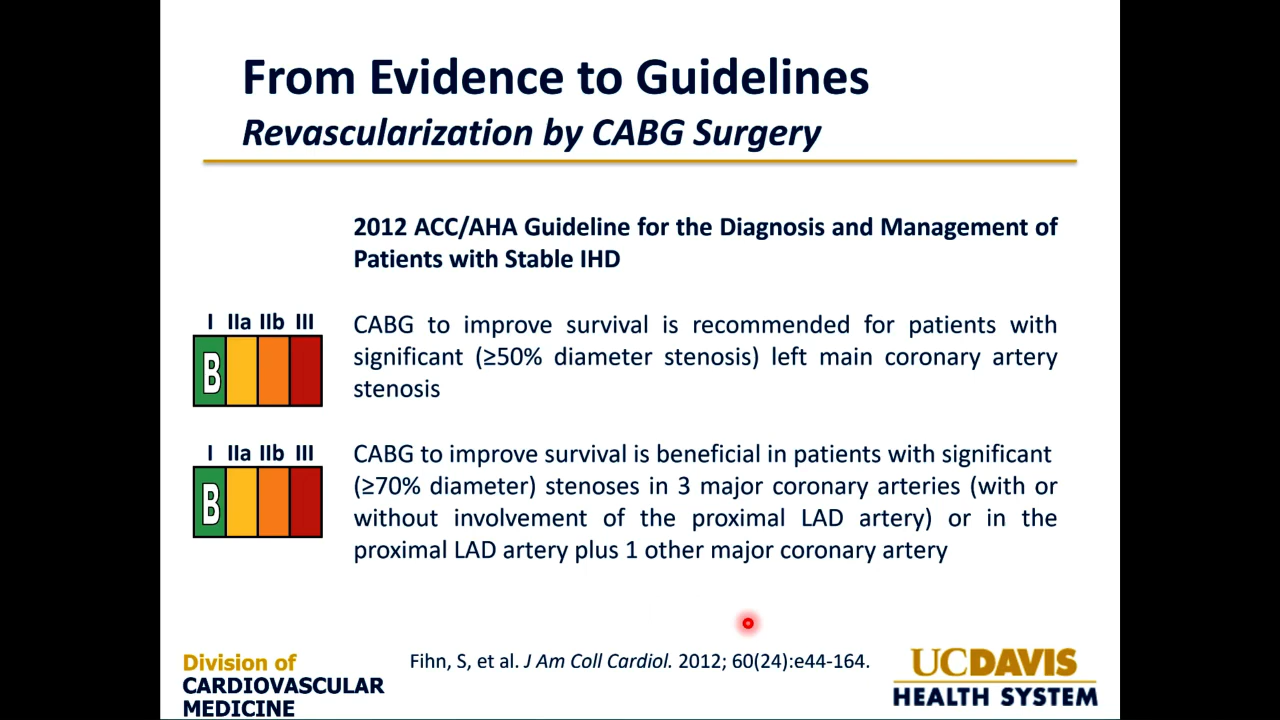 From Evidence to Guidelines
Revascularization by CABG Surgery
2012 ACC/AHA Guideline for the Diagnosis and Management of
Patients with Stable IHD
I IIa IIb III
B
CABG to improve survival is recommended for patients with
significant (≥50% diameter stenosis) left main coronary artery
stenosis
I IIa IIb III
B
CABG to improve survival is beneficial in patients with significant
(≥70% diameter) stenoses in 3 major coronary arteries (with or
without involvement of the proximal LAD artery) or in the
proximal LAD artery plus 1 other major coronary artery
Division of
CARDIOVASCULAR
MEDICINE
Fihn, S, et al. J Am Coll Cardiol. 2012; 60(24):e44-164.
UCDAVIS
HEALTH SYSTEM